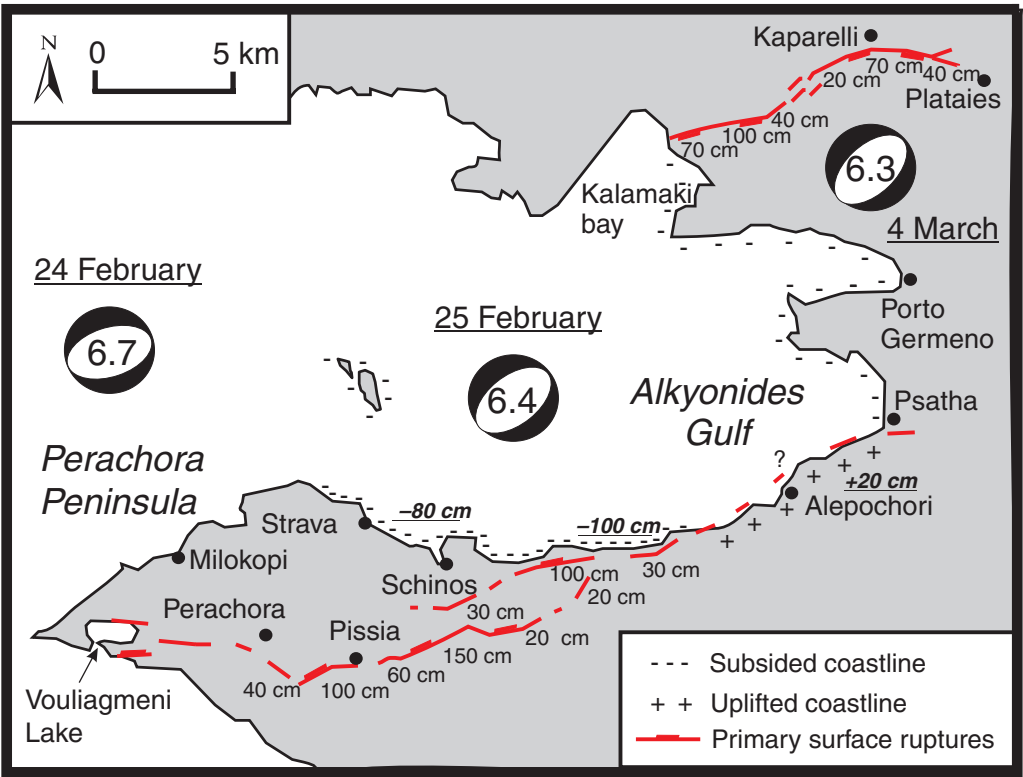 N
0 5 km
Kaparelli
70 cm
40 cm
20 cm
Plataies
40 cm
100 cm
70 cm
6.3
Kalamaki
bay
4 March
24 February
Porto
Germeno
25 February
6.7
6.4
Alkyonides
Gulf
Psatha
Perachora
Peninsula
?
+20 cm
Alepochori
–80 cm
–100 cm
Strava
Milokopi
Schinos
100 cm
30 cm
20 cm
30 cm
Perachora
Pissia
20 cm
150 cm
60 cm
40 cm
100 cm
Vouliagmeni
Lake
--- Subsided coastline
+ + Uplifted coastline
Primary surface ruptures